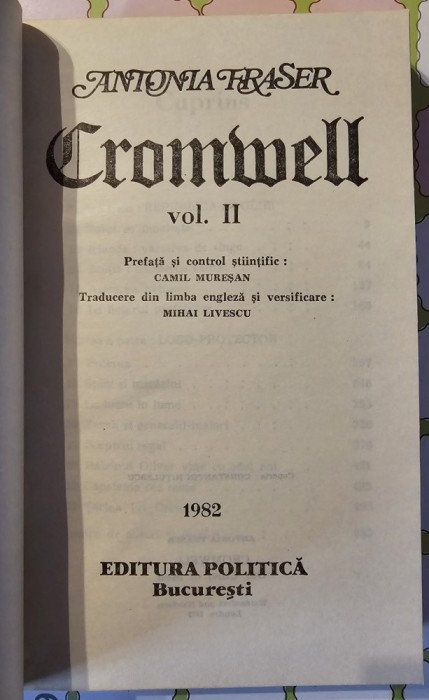 ANTONIA FRASER
Cromwell
vol. II
Prefață și control științific :
CAMIL MUREȘAN
Traducere din limba engleză și versificare :
MIHAI LIVESCU
1982
EDITURA POLITICĂ
București